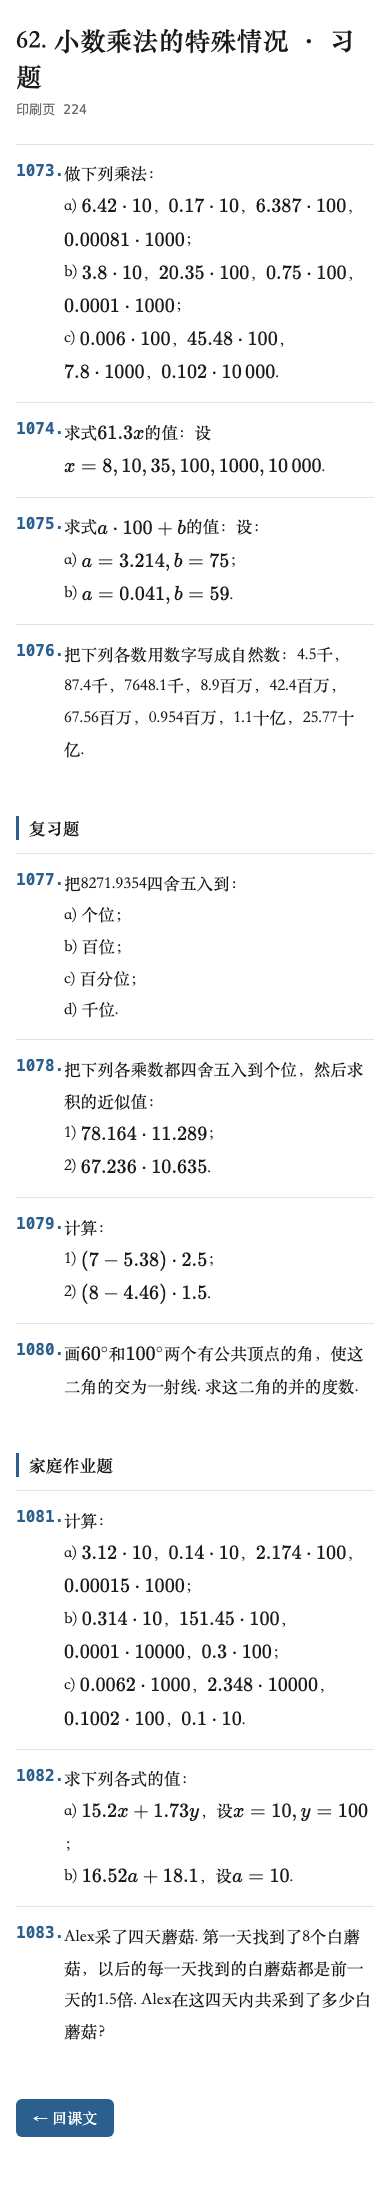 62. 小数乘法的特殊情况 · 习
题
印刷页 224
1073. 做下列乘法：
a) 6.42 · 10，0.17 · 10，6.387 · 100，
0.00081 · 1000；
b) 3.8 · 10，20.35 · 100，0.75 · 100，
0.0001 · 1000；
c) 0.006 · 100，45.48 · 100，
7.8 · 1000，0.102 · 10 000.
1074. 求式61.3x的值：设
x = 8, 10, 35, 100, 1000, 10 000.
1075. 求式a · 100 + b的值：设：
a) a = 3.214, b = 75；
b) a = 0.041, b = 59.
1076. 把下列各数用数字写成自然数：4.5千，
87.4千，7648.1千，8.9百万，42.4百万，
67.56百万，0.954百万，1.1十亿，25.77十
亿.
复习题
1077. 把8271.9354四舍五入到：
a) 个位；
b) 百位；
c) 百分位；
d) 千位.
1078. 把下列各乘数都四舍五入到个位，然后求
积的近似值：
1) 78.164 · 11.289；
2) 67.236 · 10.635.
1079. 计算：
1) (7 − 5.38) · 2.5；
2) (8 − 4.46) · 1.5.
1080. 画60°和100°两个有公共顶点的角，使这
二角的交为一射线. 求这二角的并的度数.
家庭作业题
1081. 计算：
a) 3.12 · 10，0.14 · 10，2.174 · 100，
0.00015 · 1000；
b) 0.314 · 10，151.45 · 100，
0.0001 · 10000，0.3 · 100；
c) 0.0062 · 1000，2.348 · 10000，
0.1002 · 100，0.1 · 10.
1082. 求下列各式的值：
a) 15.2x + 1.73y，设x = 10, y = 100
；
b) 16.52a + 18.1，设a = 10.
1083. Alex采了四天蘑菇. 第一天找到了8个白蘑
菇，以后的每一天找到的白蘑菇都是前一
天的1.5倍. Alex在这四天内共采到了多少白
蘑菇？
← 回课文